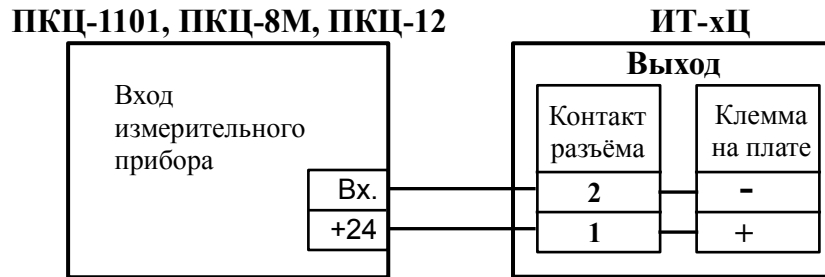 ПКЦ-1101, ПКЦ-8М, ПКЦ-12
ИТ-хЦ
Выход
Вход
измерительного
прибора
Контакт
разъёма
Клемма
на плате
Вх.
2
-
+24
1
+